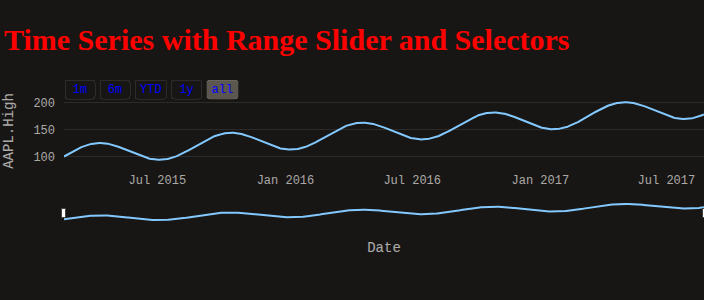 Time Series with Range Slider and Selectors
1m 6m YTD 1y all
AAPL.High
200
150
100
Jul 2015 Jan 2016 Jul 2016 Jan 2017 Jul 2017
Date